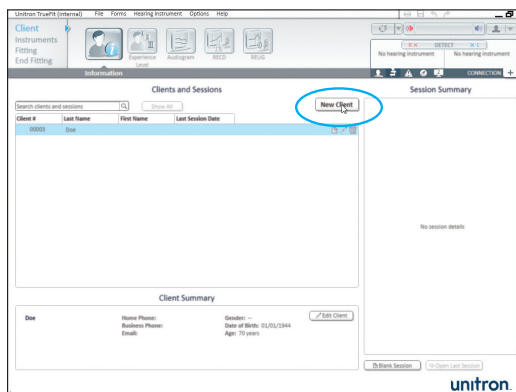 Unitron TrueFit (Internal) File Forms Hearing Instrument Options Help
Client
Instruments
Fitting
End Fitting
Experience Level
Audiogram
RECD
REUG
DETECT
No hearing instrument
No hearing instrument
Information
CONNECTION +
Clients and Sessions
Session Summary
Search clients and sessions
Show All
New Client
Client # Last Name First Name Last Session Date
00003 Doe
No session details
Client Summary
Doe Home Phone: Gender: -- Edit Client
Business Phone: Date of Birth: 01/01/1944
Email: Age: 70 years
Blank Session Open Last Session
unitron.